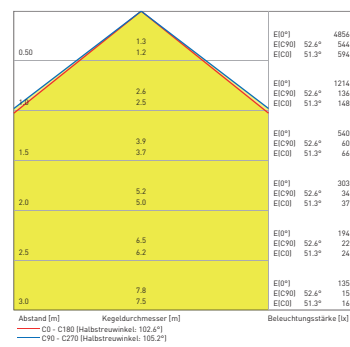 E[0°] 4856
1.3 E[C90] 52.6° 544
0.50 1.2 E[C0] 51.3° 594
E[0°] 1214
2.6 E[C90] 52.6° 136
1.0 2.5 E[C0] 51.3° 148
E[0°] 540
3.9 E[C90] 52.6° 60
1.5 3.7 E[C0] 51.3° 66
E[0°] 303
5.2 E[C90] 52.6° 34
2.0 5.0 E[C0] 51.3° 37
E[0°] 194
6.5 E[C90] 52.6° 22
2.5 6.2 E[C0] 51.3° 24
E[0°] 135
7.8 E[C90] 52.6° 15
3.0 7.5 E[C0] 51.3° 16
Abstand [m] Kegeldurchmesser [m] Beleuchtungsstärke [lx]
C0 - C180 (Halbstreuwinkel: 102.6°)
C90 - C270 (Halbstreuwinkel: 105.2°)